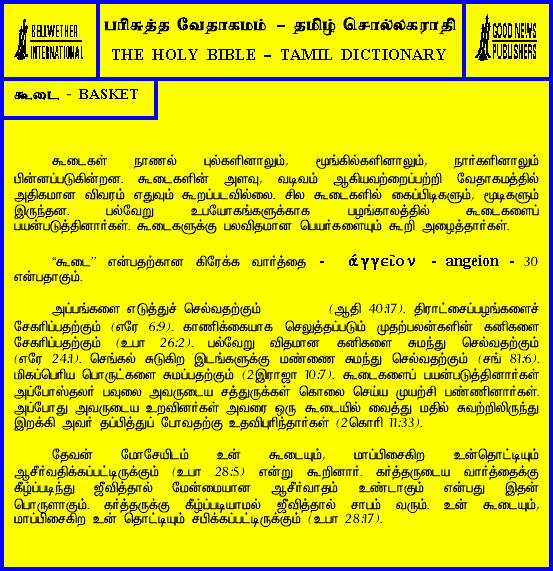 BELLWETHER
INTERNATIONAL
பரிசுத்த வேதாகமம் – தமிழ் சொல்லகராதி
THE HOLY BIBLE – TAMIL DICTIONARY
GOOD NEWS
PUBLISHERS
கூடை - BASKET
கூடைகள் நாணல் புல்களினாலும், மூங்கில்களினாலும், நார்களினாலும்
பின்னப்படுகின்றன. கூடைகளின் அளவு, வடிவம் ஆகியவற்றைப்பற்றி வேதாகமத்தில்
அதிகமான விவரம் எதுவும் கூறப்படவில்லை. சில கூடைகளில் கைப்பிடிகளும், மூடிகளும்
இருந்தன. பல்வேறு உபயோகங்களுக்காக பழங்காலத்தில் கூடைகளைப்
பயன்படுத்தினார்கள். கூடைகளுக்கு பலவிதமான பெயர்களையும் கூறி அழைத்தார்கள்.
“கூடை” என்பதற்கான கிரேக்க வார்த்தை - άγγεῖον - angeion - 30
என்பதாகும்.
அப்பங்களை எடுத்துச் செல்வதற்கும் (ஆதி 40:17). திராட்சைப்பழங்களைச்
சேகரிப்பதற்கும் (எரே 6:9). காணிக்கையாக செலுத்தப்படும் முதற்பலன்களின் கனிகளை
சேகரிப்பதற்கும் (உபா 26:2). பல்வேறு விதமான கனிகளை சுமந்து செல்வதற்கும்
(எரே 24:1). செங்கல் சுடுகிற இடங்களுக்கு மண்ணை சுமந்து செல்வதற்கும் (சங் 81:6).
மிகப்பெரிய பொருட்களை சுமப்பதற்கும் (2இராஜா 10:7). கூடைகளைப் பயன்படுத்தினார்கள்
அப்போஸ்தலர் பவுலை அவருடைய சத்துருக்கள் கொலை செய்ய முயற்சி பண்ணினார்கள்.
அப்போது அவருடைய உறவினர்கள் அவரை ஒரு கூடையில் வைத்து மதில் சுவற்றிலிருந்து
இறக்கி அவர் தப்பித்துப் போவதற்கு உதவிபுரிந்தார்கள் (2கொரி 11:33).
தேவன் மோசேயிடம் உன் கூடையும், மாப்பிசைகிற உன்தொட்டியும்
ஆசீர்வதிக்கப்பட்டிருக்கும் (உபா 28:5) என்று கூறினார். கர்த்தருடைய வார்த்தைக்கு
கீழ்ப்படிந்து ஜீவித்தால் மேன்மையான ஆசீர்வாதம் உண்டாகும் என்பது இதன்
பொருளாகும். கர்த்தருக்கு கீழ்ப்படியாமல் ஜீவித்தால் சாபம் வரும். உன் கூடையும்,
மாப்பிசைகிற உன் தொட்டியும் சபிக்கப்பட்டிருக்கும் (உபா 28:17).